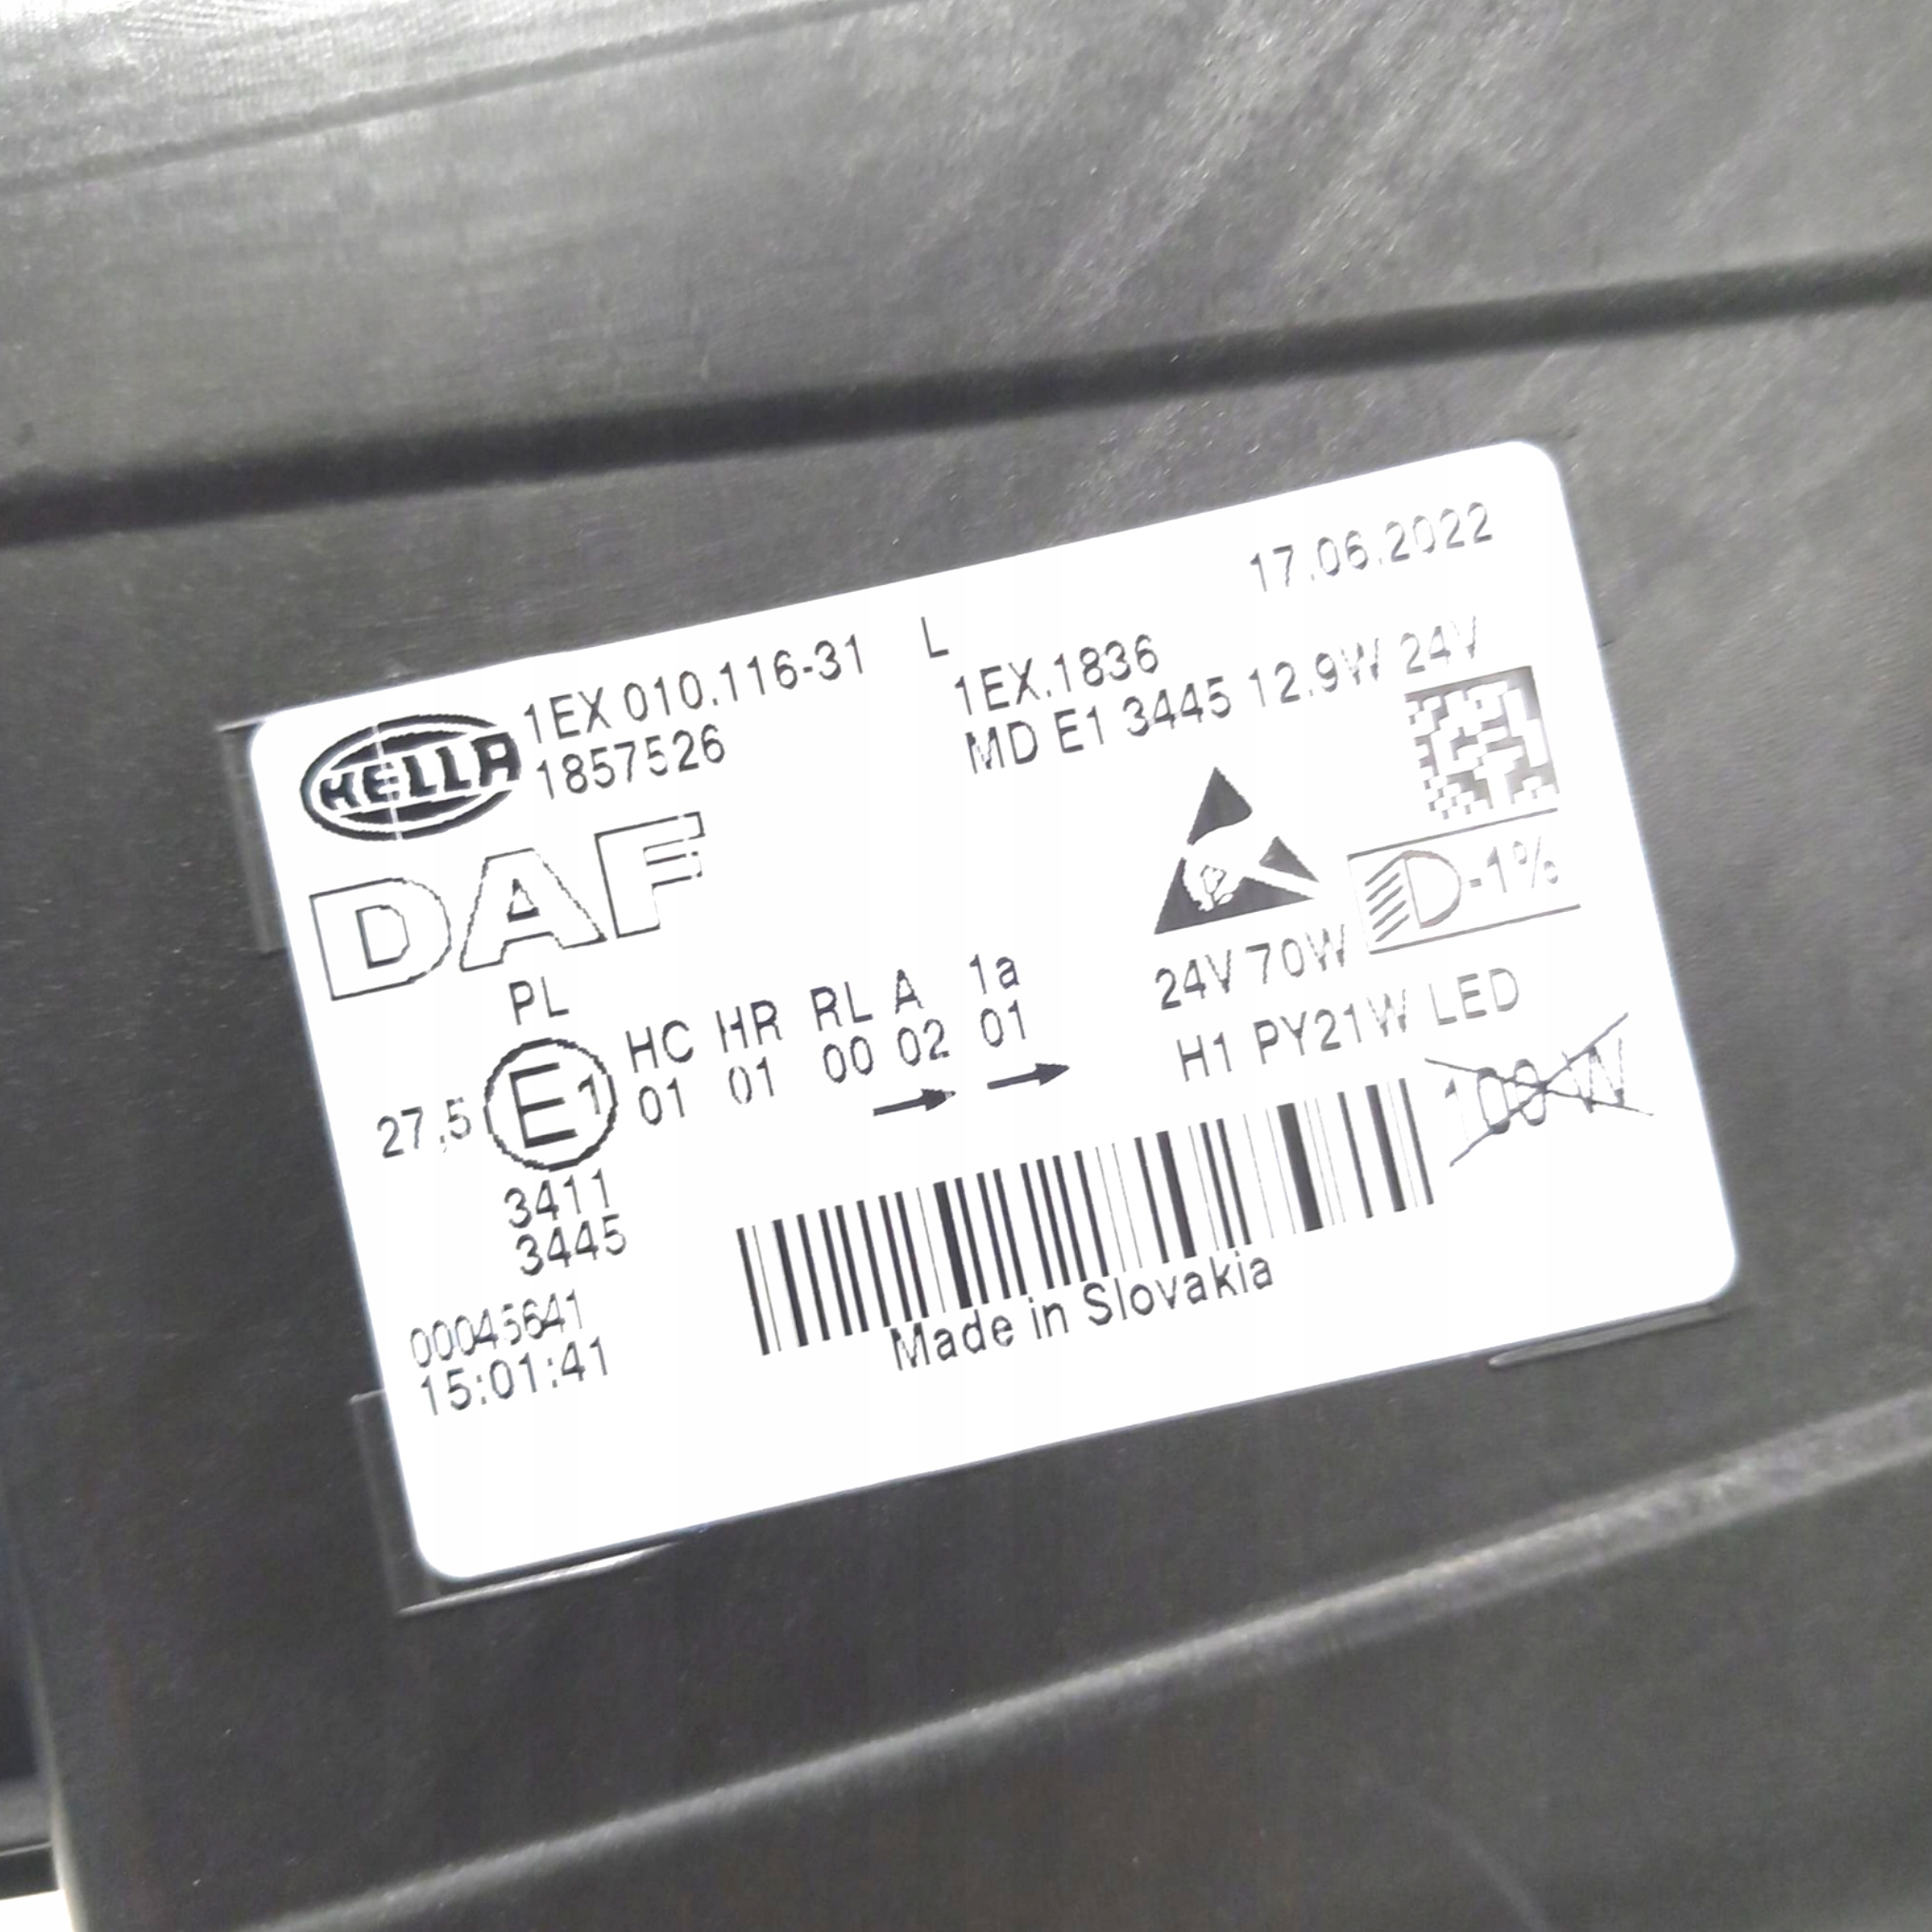 17.06.2022
1EX 010.116-31 L
HELLA
1857526
1EX.1836
MD E1 3445 12.9W 24V
DAF
-1%
PL
HC HR RL A 1a
24V 70W
27,5 E1 01 01 00 02 01
H1 PY21W LED
100 W
3411
3445
00045641
15:01:41
Made in Slovakia